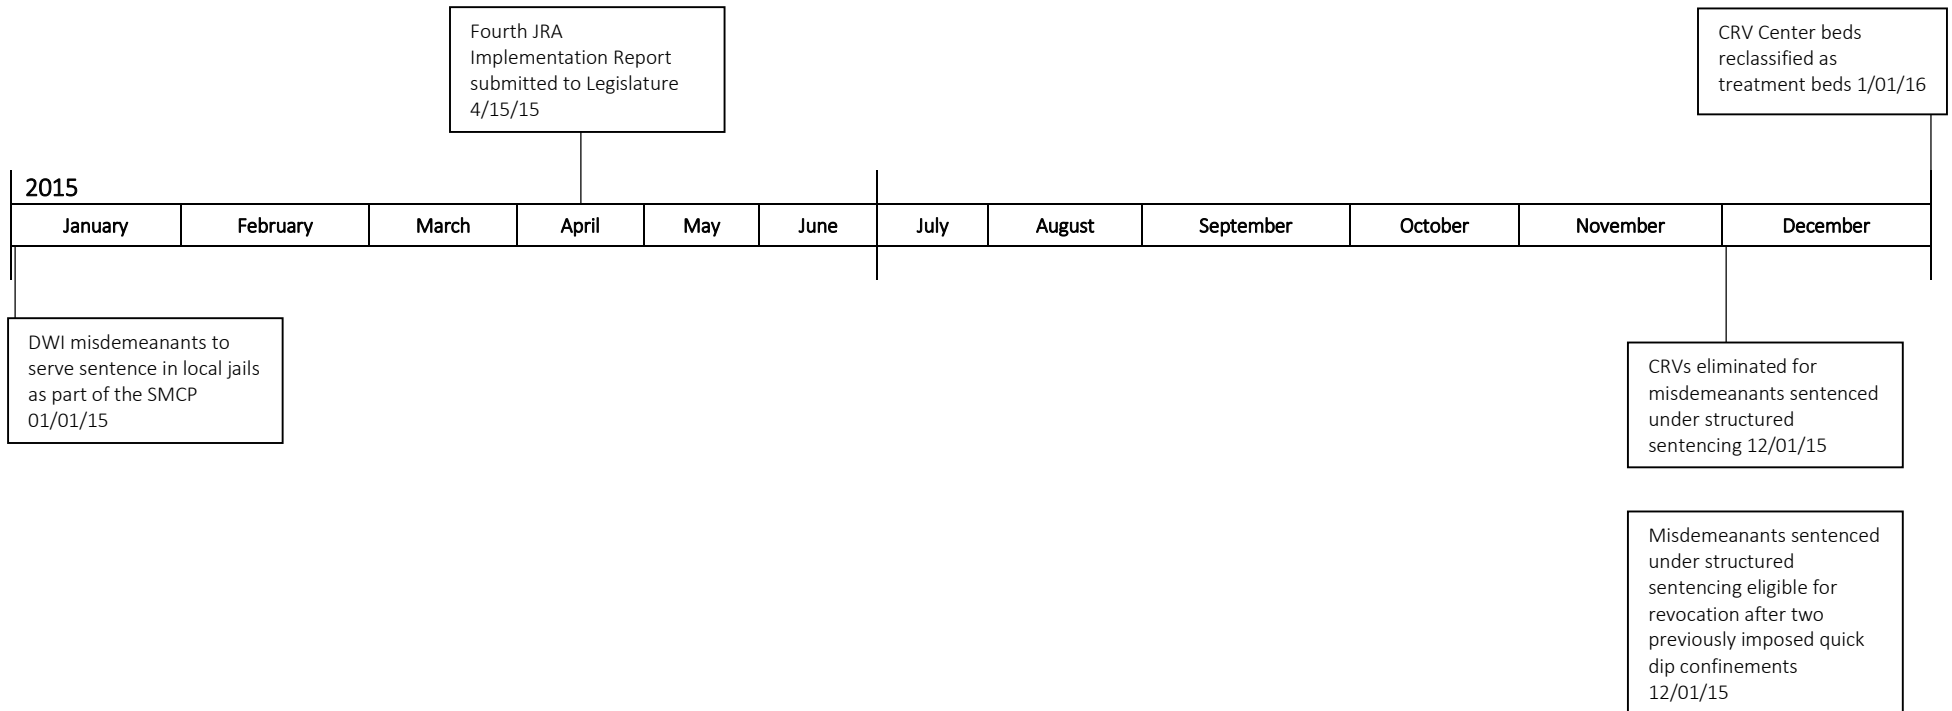 Fourth JRA
Implementation Report
submitted to Legislature
4/15/15
CRV Center beds
reclassified as
treatment beds 1/01/16
2015
January February March April May June July August September October November December
DWI misdemeanants to
serve sentence in local jails
as part of the SMCP
01/01/15
CRVs eliminated for
misdemeanants sentenced
under structured
sentencing 12/01/15
Misdemeanants sentenced
under structured
sentencing eligible for
revocation after two
previously imposed quick
dip confinements
12/01/15